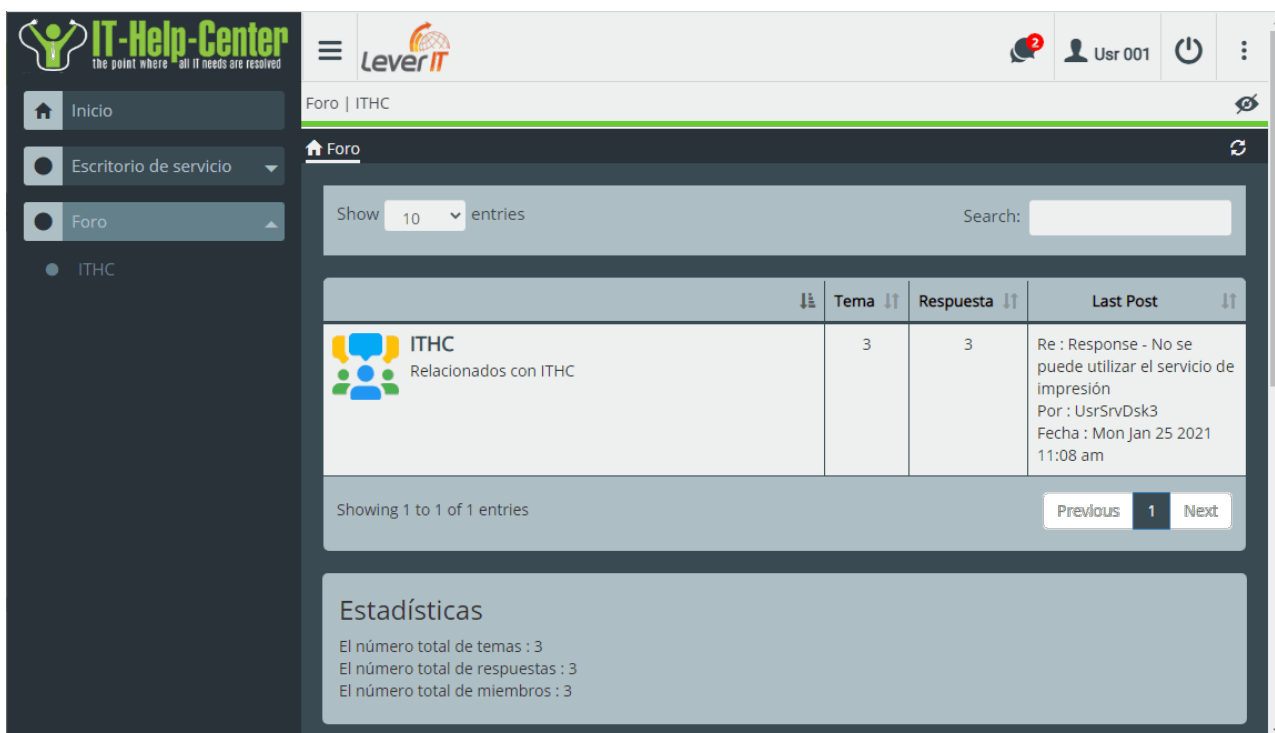 IT-Help-Center
the point where all IT needs are resolved
LeverIT
2
Usr 001
Inicio
Escritorio de servicio
Foro
ITHC
Foro | ITHC
Foro
Show 10 entries
Search:
Tema
Respuesta
Last Post
ITHC
Relacionados con ITHC
3
3
Re : Response - No se
puede utilizar el servicio de
impresión
Por : UsrSrvDsk3
Fecha : Mon Jan 25 2021
11:08 am
Showing 1 to 1 of 1 entries
Previous 1 Next
Estadísticas
El número total de temas : 3
El número total de respuestas : 3
El número total de miembros : 3